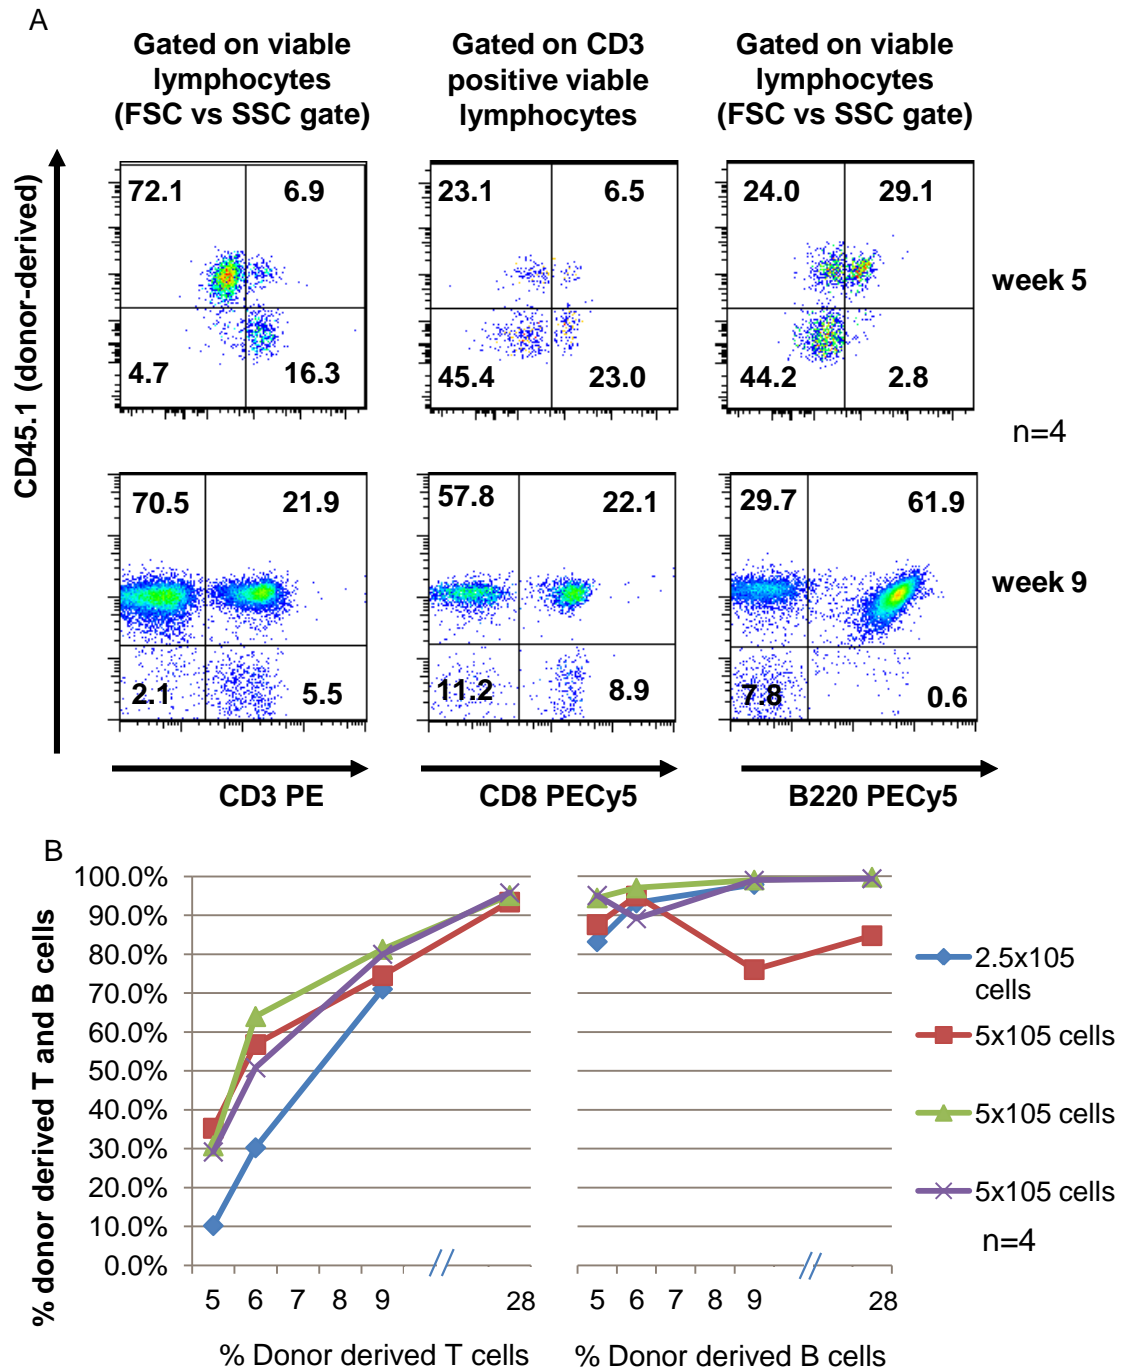 A
Gated on viable
lymphocytes
(FSC vs SSC gate)
Gated on CD3
positive viable
lymphocytes
Gated on viable
lymphocytes
(FSC vs SSC gate)
CD45.1 (donor-derived)
72.1
6.9
4.7
16.3
23.1
6.5
45.4
23.0
24.0
29.1
44.2
2.8
week 5
n=4
70.5
21.9
2.1
5.5
57.8
22.1
11.2
8.9
29.7
61.9
7.8
0.6
week 9
CD3 PE
CD8 PECy5
B220 PECy5
B
% donor derived T and B cells
100.0%
90.0%
80.0%
70.0%
60.0%
50.0%
40.0%
30.0%
20.0%
10.0%
0.0%
5 6 7 8 9 28
% Donor derived T cells
5 6 7 8 9 28
% Donor derived B cells
2.5x105
cells
5x105 cells
5x105 cells
5x105 cells
n=4